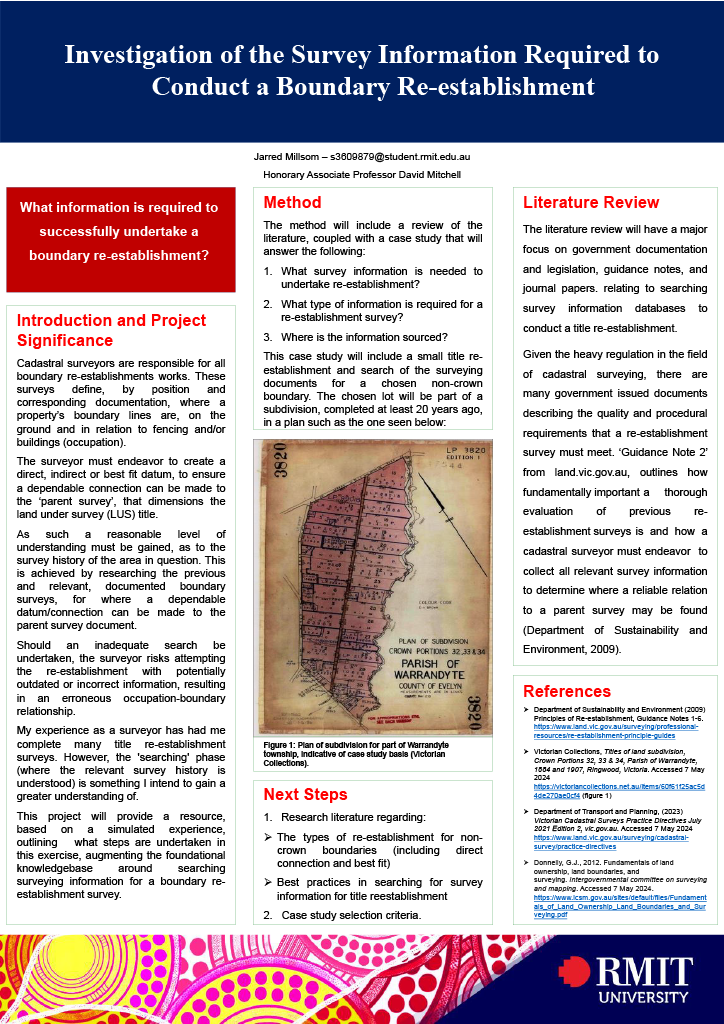 Investigation of the Survey Information Required to
Conduct a Boundary Re-establishment
Jarred Millsom – s3609879@student.rmit.edu.au
Honorary Associate Professor David Mitchell
What information is required to
successfully undertake a
boundary re-establishment?
Introduction and Project
Significance
Cadastral surveyors are responsible for all
boundary re-establishments works. These
surveys define, by position and
corresponding documentation, where a
property's boundary lines are, on the
ground and in relation to fencing and/or
buildings (occupation).
The surveyor must endeavor to create a
direct, indirect or best fit datum, to ensure
a dependable connection can be made to
the 'parent survey', that dimensions the
land under survey (LUS) title.
As such a reasonable level of
understanding must be gained, as to the
survey history of the area in question. This
is achieved by researching the previous
and relevant, documented boundary
surveys, for where a dependable
datum/connection can be made to the
parent survey document.
Should an inadequate search be
undertaken, the surveyor risks attempting
the re-establishment with potentially
outdated or incorrect information, resulting
in an erroneous occupation-boundary
relationship.
My experience as a surveyor has had me
complete many title re-establishment
surveys. However, the 'searching' phase
(where the relevant survey history is
understood) is something I intend to gain a
greater understanding of.
This project will provide a resource,
based on a simulated experience,
outlining what steps are undertaken in
this exercise, augmenting the foundational
knowledgebase around searching
surveying information for a boundary re-
establishment survey.
Method
The method will include a review of the
literature, coupled with a case study that will
answer the following:
1. What survey information is needed to
undertake re-establishment?
2. What type of information is required for a
re-establishment survey?
3. Where is the information sourced?
This case study will include a small title re-
establishment and search of the surveying
documents for a chosen non-crown
boundary. The chosen lot will be part of a
subdivision, completed at least 20 years ago,
in a plan such as the one seen below:
3820
LP 3820
EDITION 1
COLOUR CODE
PLAN OF SUBDIVISION
CROWN PORTIONS 32,33 & 34
PARISH OF
WARRANDYTE
COUNTY OF EVELYN
3820
Figure 1: Plan of subdivision for part of Warrandyte
township, indicative of case study basis (Victorian
Collections).
Next Steps
1. Research literature regarding:
➢ The types of re-establishment for non-
crown boundaries (including direct
connection and best fit)
➢ Best practices in searching for survey
information for title reestablishment
2. Case study selection criteria.
Literature Review
The literature review will have a major
focus on government documentation
and legislation, guidance notes, and
journal papers. relating to searching
survey information databases to
conduct a title re-establishment.
Given the heavy regulation in the field
of cadastral surveying, there are
many government issued documents
describing the quality and procedural
requirements that a re-establishment
survey must meet. 'Guidance Note 2'
from land.vic.gov.au, outlines how
fundamentally important a thorough
evaluation of previous re-
establishment surveys is and how a
cadastral surveyor must endeavor to
collect all relevant survey information
to determine where a reliable relation
to a parent survey may be found
(Department of Sustainability and
Environment, 2009).
References
➢ Department of Sustainability and Environment (2009)
Principles of Re-establishment, Guidance Notes 1-6.
https://www.land.vic.gov.au/surveying/professional-
resources/re-establishment-principle-guides
➢ Victorian Collections, Titles of land subdivision,
Crown Portions 32, 33 & 34, Parish of Warrandyte,
1864 and 1907, Ringwood, Victoria. Accessed 7 May
2024
https://victoriancollections.net.au/items/60f61f25ac5d
4de270ae0cf4 (figure 1)
➢ Department of Transport and Planning, (2023)
Victorian Cadastral Surveys Practice Directives July
2021 Edition 2, vic.gov.au. Accessed 7 May 2024
https://www.land.vic.gov.au/surveying/cadastral-
survey/practice-directives
➢ Donnelly, G.J., 2012. Fundamentals of land
ownership, land boundaries, and
surveying. Intergovernmental committee on surveying
and mapping. Accessed 7 May 2024.
https://www.icsm.gov.au/sites/default/files/Fundament
als_of_Land_Ownership_Land_Boundaries_and_Sur
veying.pdf
RMIT
UNIVERSITY